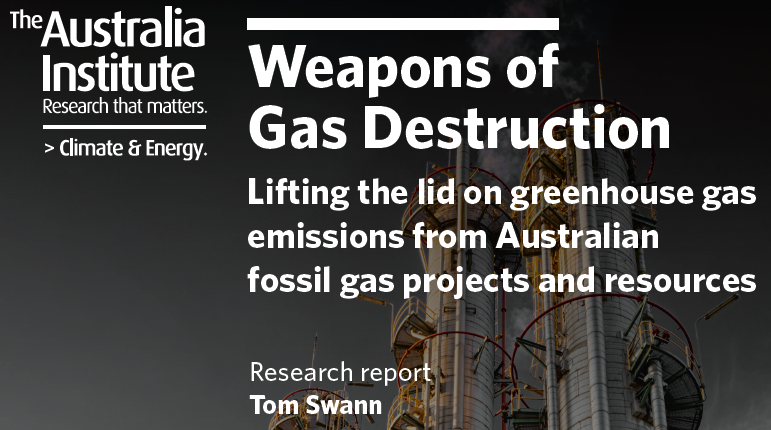 The Australia
Institute
Research that matters.
> Climate & Energy.
Weapons of
Gas Destruction
Lifting the lid on greenhouse gas
emissions from Australian
fossil gas projects and resources
Research report
Tom Swann